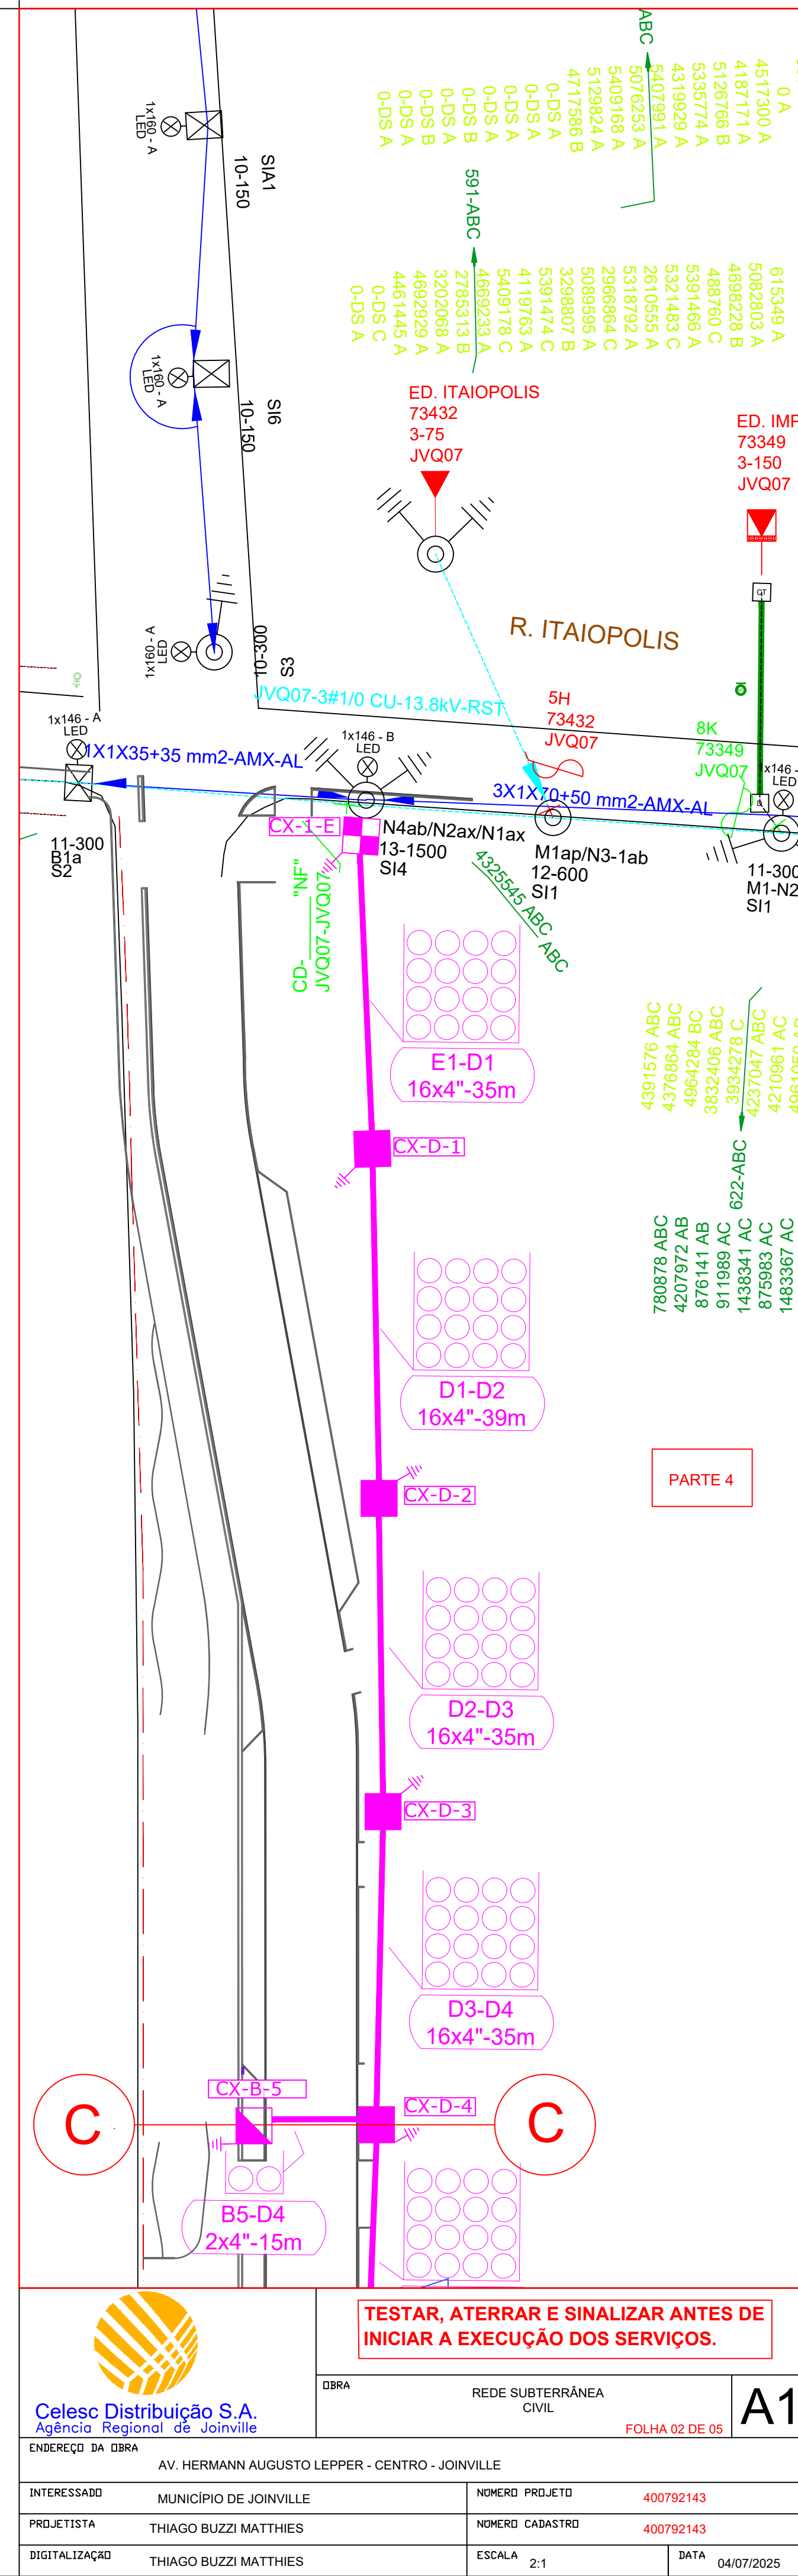 ABC
0 A
4517300 A
4187171 A
5126766 B
5335774 A
4319929 A
5407891 A
5076253 A
5409168 A
5129824 A
4717586 B
0-DS A
0-DS A
0-DS A
0-DS A
0-DS B
0-DS A
0-DS B
0-DS A
0-DS A
591-ABC
615349 A
5082803 A
4698228 B
488760 C
5391466 A
5321483 C
2610555 A
5318792 A
2966864 C
5089595 A
3298807 B
5391474 C
4119763 A
5409178 C
4669233 A
2788313 B
3202068 A
4692929 A
4461445 A
0-DS C
0-DS A
1x160 - A
LED
SIA1
10-150
1x160 - A
LED
SI6
10-150
1x160 - A
LED
10-300
S3
ED. ITAIOPOLIS
73432
3-75
JVQ07
ED. IMP
73349
3-150
JVQ07
CT
R. ITAIOPOLIS
JVQ07-3#1/0 CU-13.8kV-RST
5H
73432
JVQ07
8K
73349
JVQ07
1x146 - A
LED
1X1X35+35 mm2-AMX-AL
1x146 - B
LED
3X1X70+50 mm2-AMX-AL
x146 -
LED
11-300
B1a
S2
CX-1-E
N4ab/N2ax/N1ax
13-1500
SI4
M1ap/N3-1ab
12-600
SI1
11-300
M1-N2
SI1
CD-
"NF"
JVQ07-JVQ07
4325545 ABC
ABC
E1-D1
16x4"-35m
4391576 ABC
4376864 ABC
4964284 BC
3832406 ABC
3934278 C
4237047 ABC
4210961 AC
622-ABC
780878 ABC
4207972 AB
876141 AB
911989 AC
1438341 AC
875983 AC
1483367 AC
CX-D-1
D1-D2
16x4"-39m
PARTE 4
CX-D-2
D2-D3
16x4"-35m
CX-D-3
D3-D4
16x4"-35m
CX-B-5
CX-D-4
C
C
B5-D4
2x4"-15m
TESTAR, ATERRAR E SINALIZAR ANTES DE
INICIAR A EXECUÇÃO DOS SERVIÇOS.
Celesc Distribuição S.A.
Agência Regional de Joinville
OBRA
REDE SUBTERRÂNEA
CIVIL
FOLHA 02 DE 05
A1
ENDEREÇO DA OBRA
AV. HERMANN AUGUSTO LEPPER - CENTRO - JOINVILLE
INTERESSADO
MUNICÍPIO DE JOINVILLE
NÚMERO PROJETO
400792143
PROJETISTA
THIAGO BUZZI MATTHIES
NÚMERO CADASTRO
400792143
DIGITALIZAÇÃO
THIAGO BUZZI MATTHIES
ESCALA
2:1
DATA
04/07/2025